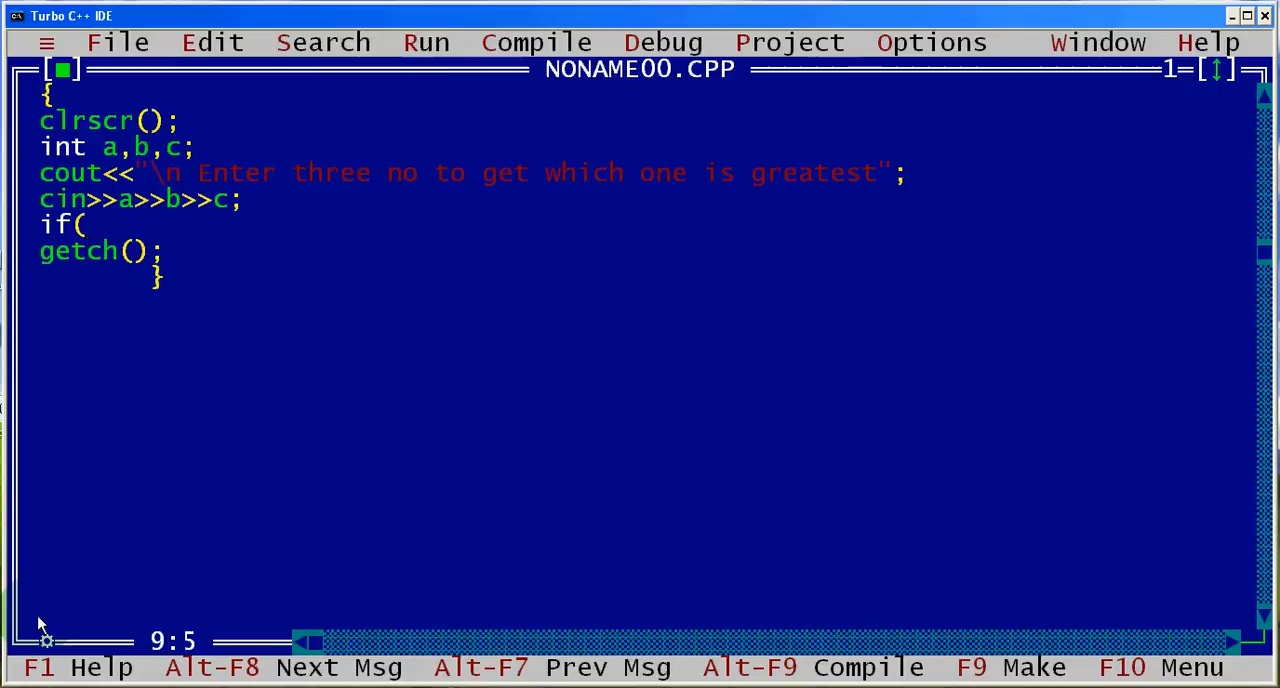 Turbo C++ IDE
≡ File Edit Search Run Compile Debug Project Options Window Help
[■] NONAME00.CPP 1=[↕]
{
clrscr();
int a,b,c;
cout<<"\n Enter three no to get which one is greatest";
cin>>a>>b>>c;
if(
getch();
}
9:5
F1 Help Alt-F8 Next Msg Alt-F7 Prev Msg Alt-F9 Compile F9 Make F10 Menu